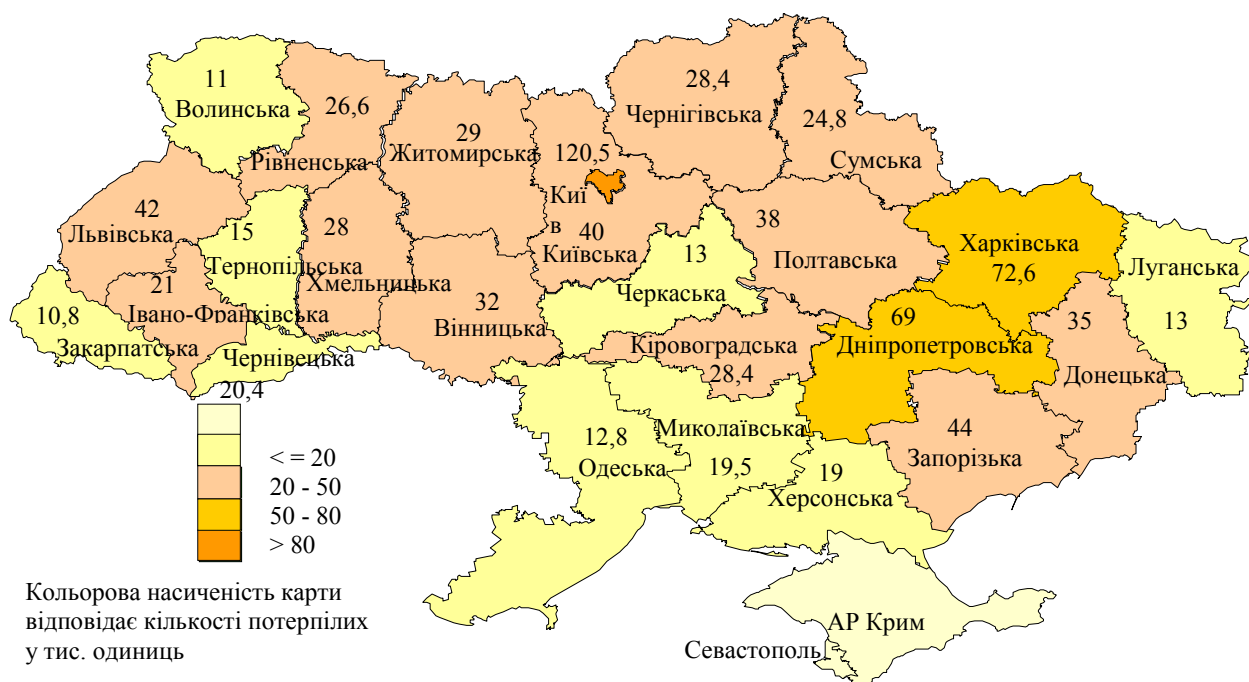 11
Волинська
26,6
Рівненська
29
Житомирська
120,5
Киї
в
40
Київська
28,4
Чернігівська
24,8
Сумська
42
Львівська
15
Тернопільська
28
Хмельницька
21
Івано-Франківська
10,8
Закарпатська
Чернівецька
20,4
32
Вінницька
13
Черкаська
38
Полтавська
Харківська
72,6
Луганська
13
Кіровоградська
28,4
69
Дніпропетровська
35
Донецька
12,8
Одеська
Миколаївська
19,5
19
Херсонська
44
Запорізька
АР Крим
Севастополь
< = 20
20 - 50
50 - 80
> 80
Кольорова насиченість карти
відповідає кількості потерпілих
у тис. одиниць